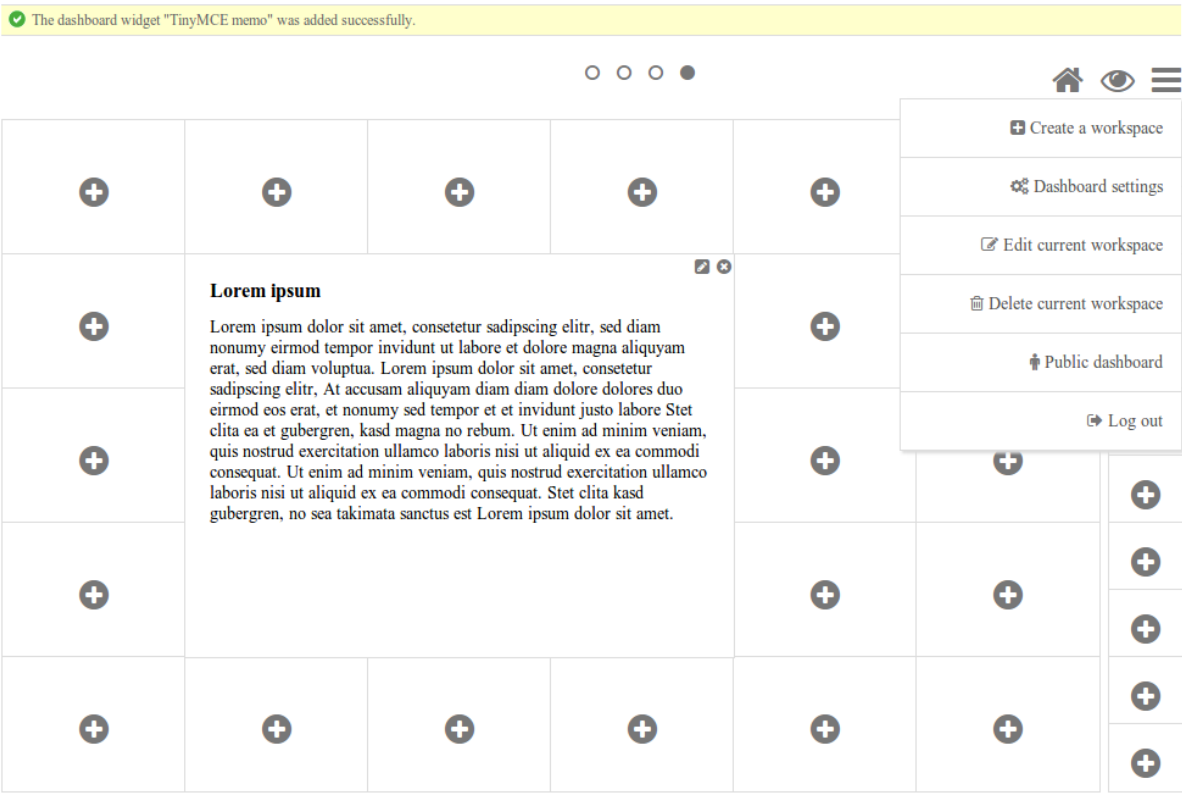 The dashboard widget "TinyMCE memo" was added successfully.
Create a workspace
Dashboard settings
Edit current workspace
Delete current workspace
Public dashboard
Log out
Lorem ipsum
Lorem ipsum dolor sit amet, consetetur sadipscing elitr, sed diam
nonumy eirmod tempor invidunt ut labore et dolore magna aliquyam
erat, sed diam voluptua. Lorem ipsum dolor sit amet, consetetur
sadipscing elitr, At accusam aliquyam diam diam dolore dolores duo
eirmod eos erat, et nonumy sed tempor et et invidunt justo labore Stet
clita ea et gubergren, kasd magna no rebum. Ut enim ad minim veniam,
quis nostrud exercitation ullamco laboris nisi ut aliquid ex ea commodi
consequat. Ut enim ad minim veniam, quis nostrud exercitation ullamco
laboris nisi ut aliquid ex ea commodi consequat. Stet clita kasd
gubergren, no sea takimata sanctus est Lorem ipsum dolor sit amet.